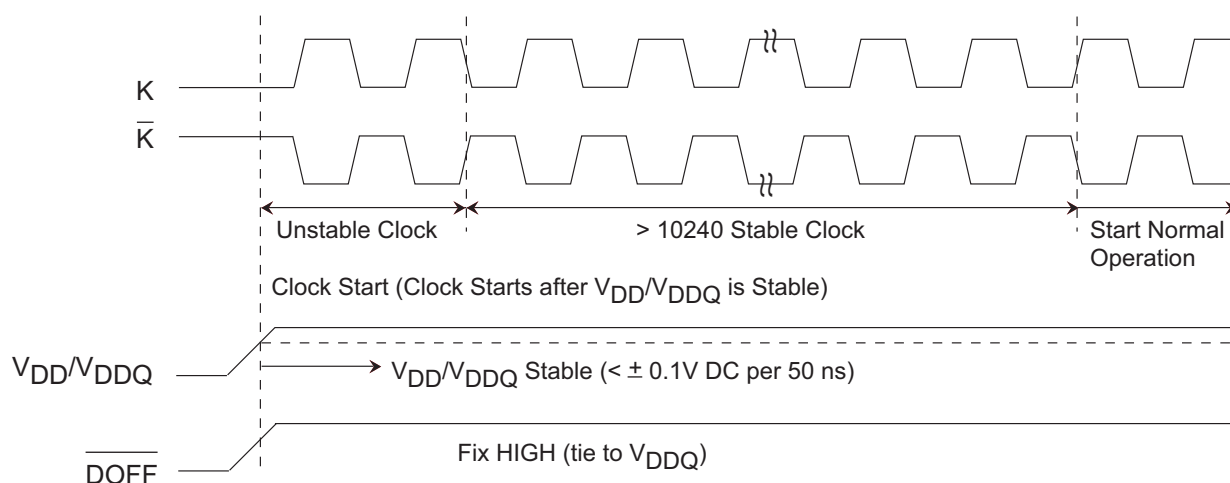 K
K̅
Unstable Clock
> 10240 Stable Clock
Start Normal
Operation
Clock Start (Clock Starts after VDD/VDDQ is Stable)
VDD/VDDQ
VDD/VDDQ Stable (< ± 0.1V DC per 50 ns)
Fix HIGH (tie to VDDQ)
D̅O̅F̅F̅